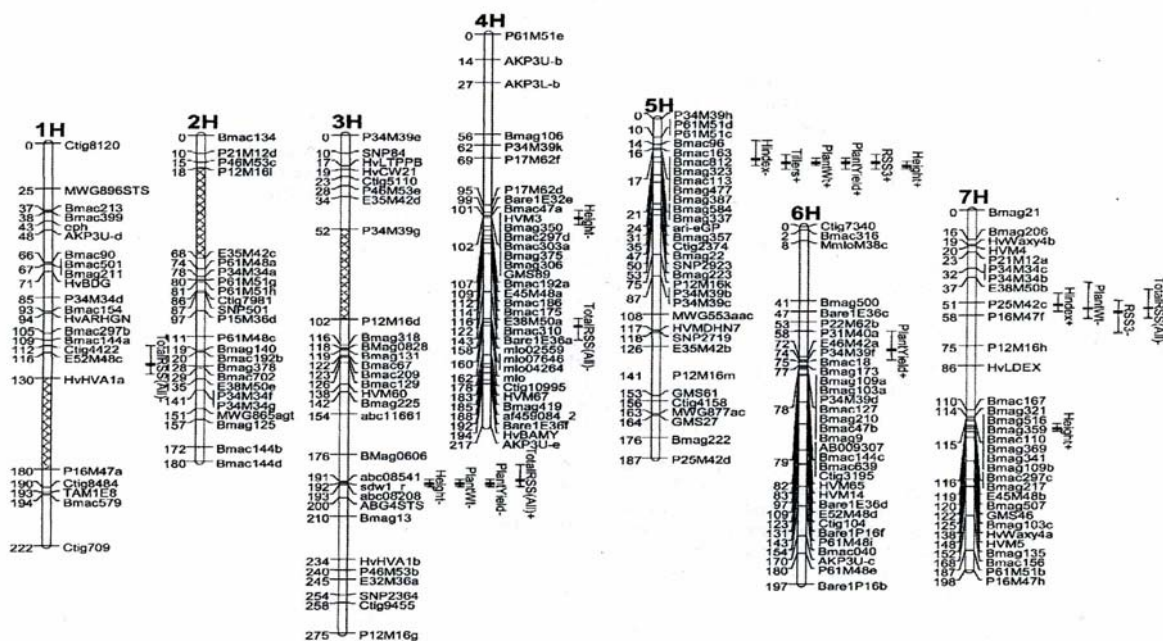 1H
0 Ctig8120
25 MWG896STS
37 Bmac213
38 Bmac399
43 eph
48 AKP3U-d
66 Bmac90
67 Bmac501
Bmag211
71 HvBDG
85 P34M34d
93 Bmac154
94 HvARHGN
105 Bmac297b
109 Bmac144a
112 Ctig4422
116 E52M48c
130 HvHVA1a
180 P16M47a
190 Ctig8484
193 TAM1E8
194 Bmac579
222 Ctig709
TotalRSS(All)-
2H
0 Bmac134
10 P21M12d
15 P46M53c
18 P12M16l
68 E35M42c
74 P61M48a
78 P34M34a
80 P61M51g
81 P61M51h
86 Ctig7981
87 SNP501
97 P15M36d
111 P61M48c
119 Bmag140
120 Bmac192b
128 Bmag378
129 Bmac702
135 E38M50e
P34M34f
141 P34M34g
151 MWG865agt
157 Bmag125
172 Bmac144b
180 Bmac144d
3H
0 P34M39e
10 SNP84
17 HvLTPPB
19 HvCW21
23 Ctig5110
28 P46M53e
34 E35M42d
52 P34M39g
102 P12M16d
116 Bmag318
118 BMag0828
119 Bmag131
122 Bmac67
123 Bmac209
126 Bmac129
138 HVM60
142 Bmag225
154 abc11661
176 BMag0606
191 abc08541
192 sdw1_r
193 abc08208
200 ABG4STS
210 Bmag13
234 HvHVA1b
240 P46M53b
245 E32M36a
254 SNP2364
258 Ctig9455
275 P12M16g
Height-
PlantWt-
PlantYield-
TotalRSS(All)+
4H
0 P61M51e
14 AKP3U-b
27 AKP3L-b
56 Bmag106
62 P34M39k
69 P17M62f
95 P17M62d
99 Bare1E32e
101 Bmac47a
HVM3
Bmag350
Bmac297d
102 Bmac303a
Bmag375
Bmag306
GMS89
107 Bmac192a
109 E45M48a
112 Bmac186
114 Bmac175
116 E38M50a
122 Bmac310
143 Bare1E36a
158 mlo02559
mlo07646
160 mlo04264
162 mlo
176 Ctig10995
183 HVM67
185 Bmag419
188 af459084_2
192 Bare1E36f
194 HvBAMY
217 AKP3U-e
Height-
TotalRSS(All)-
5H
0 P34M39h
P61M51d
10 P61M51c
14 Bmac96
16 Bmac163
Bmac812
Bmag323
17 Bmac113
Bmag477
Bmag387
Bmag584
21 Bmag337
24 ari-eGP
31 Bmag357
35 Ctig2374
47 Bmag22
50 SNP2923
53 Bmag223
75 P12M16k
P34M39b
87 P34M39c
108 MWG553aac
117 HVMDHN7
118 SNP2719
126 E35M42b
141 P12M16m
153 GMS61
156 Ctig4158
163 MWG877ac
164 GMS27
176 Bmag222
187 P25M42d
Hindex-
Tillers+
PlantWt+
PlantYield+
RSS3+
Height+
6H
0 Ctig7340
Bmac316
MmloM38c
41 Bmag500
47 Bare1E36c
53 P22M62b
58 P31M40a
72 E46M42a
74 P34M39f
75 Bmac18
77 Bmag173
Bmag109a
Bmag103a
P34M39d
78 Bmac127
Bmag210
Bmac47b
Bmag9
AB009307
Bmac144c
79 Bmac639
Ctig3195
82 HVM65
83 HVM14
97 Bare1E36d
109 E52M48d
123 Ctig104
131 Bare1P16f
143 P61M48i
154 Bmac040
170 AKP3U-c
180 P61M48e
197 Bare1P16b
PlantYield+
7H
0 Bmag21
16 Bmag206
19 HvWaxy4b
22 HVM4
29 P21M12a
P34M34c
32 P34M34b
37 E38M50b
51 P25M42c
58 P16M47f
75 P12M16h
86 HvLDEX
110 Bmac167
114 Bmag321
Bmag516
Bmag359
115 Bmac110
Bmag369
Bmag341
Bmag109b
Bmac297c
116 Bmag217
119 E45M48b
120 Bmag507
122 GMS46
125 Bmag103c
138 HvWaxy4a
148 HVM5
152 Bmag135
168 Bmac156
187 P61M51b
198 P16M47h
Hindex+
PlantWt-
RSS3-
TotalRSS(All)-
Height+